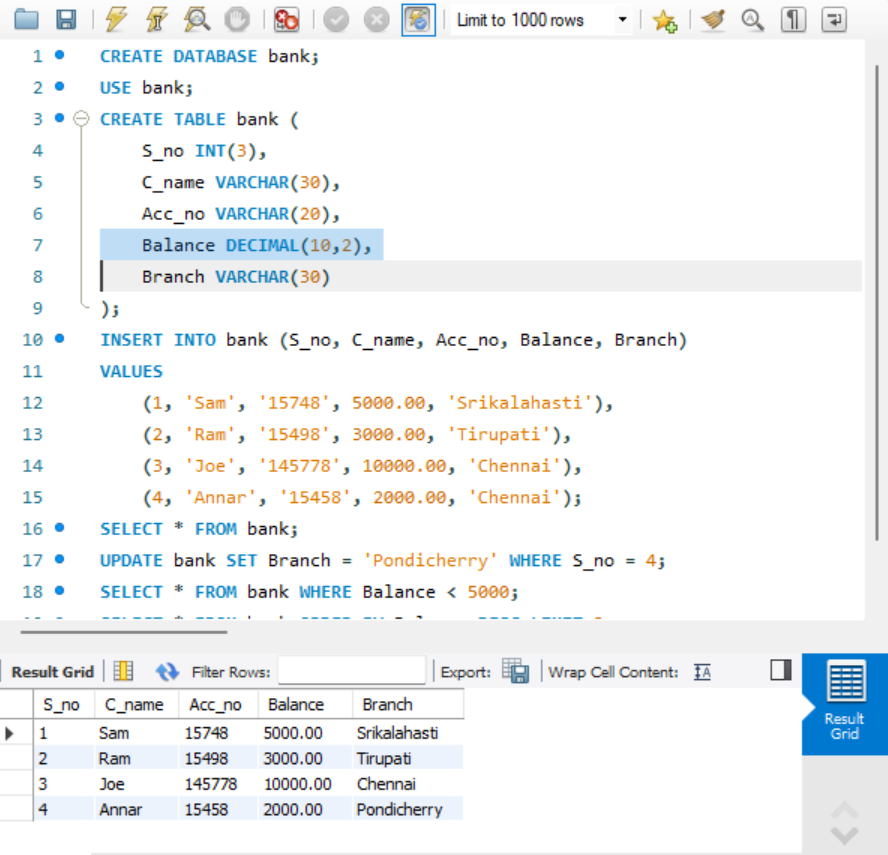 Limit to 1000 rows
1 CREATE DATABASE bank;
2 USE bank;
3 CREATE TABLE bank (
4 S_no INT(3),
5 C_name VARCHAR(30),
6 Acc_no VARCHAR(20),
7 Balance DECIMAL(10,2),
8 Branch VARCHAR(30)
9 );
10 INSERT INTO bank (S_no, C_name, Acc_no, Balance, Branch)
11 VALUES
12 (1, 'Sam', '15748', 5000.00, 'Srikalahasti'),
13 (2, 'Ram', '15498', 3000.00, 'Tirupati'),
14 (3, 'Joe', '145778', 10000.00, 'Chennai'),
15 (4, 'Annar', '15458', 2000.00, 'Chennai');
16 SELECT * FROM bank;
17 UPDATE bank SET Branch = 'Pondicherry' WHERE S_no = 4;
18 SELECT * FROM bank WHERE Balance < 5000;
Result Grid Filter Rows: Export: Wrap Cell Content: IA
S_no C_name Acc_no Balance Branch
1 Sam 15748 5000.00 Srikalahasti
2 Ram 15498 3000.00 Tirupati
3 Joe 145778 10000.00 Chennai
4 Annar 15458 2000.00 Pondicherry
Result
Grid